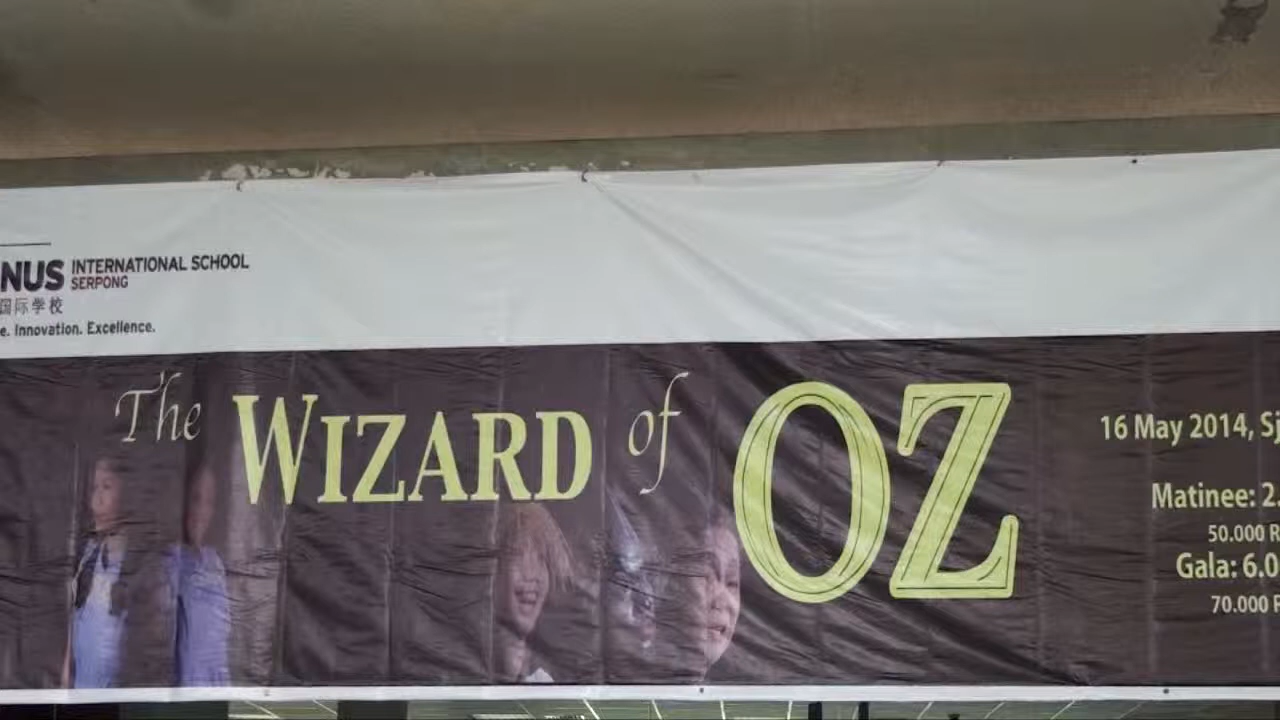 NUS INTERNATIONAL SCHOOL
SERPONG
国际学校
e. Innovation. Excellence.
The WIZARD of OZ
16 May 2014, Sj
Matinee: 2.
50.000 R
Gala: 6.0
70.000 R